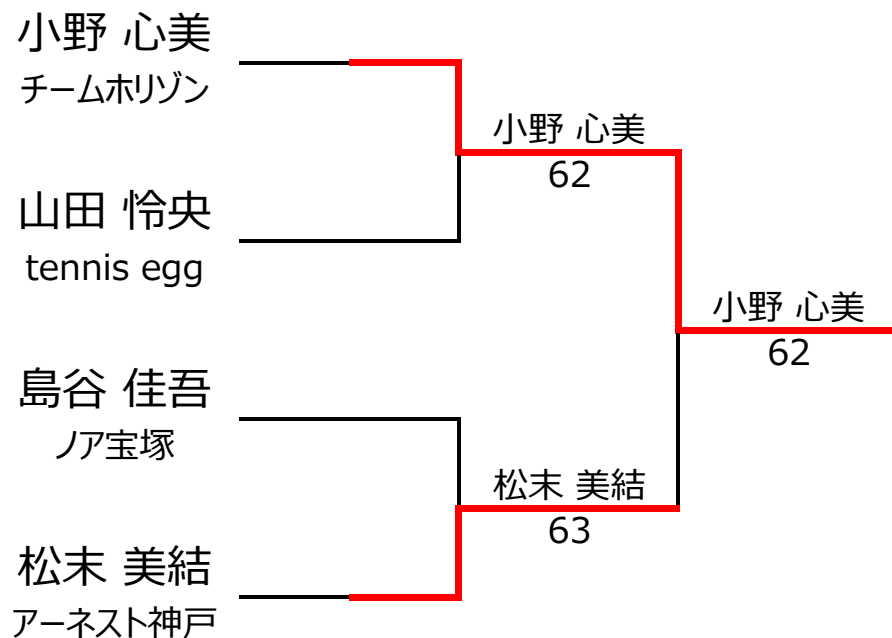 小野 心美
チームホリゾン
小野 心美
62
山田 怜央
tennis egg
小野 心美
62
島谷 佳吾
ノア宝塚
松末 美結
63
松末 美結
アーネスト神戸